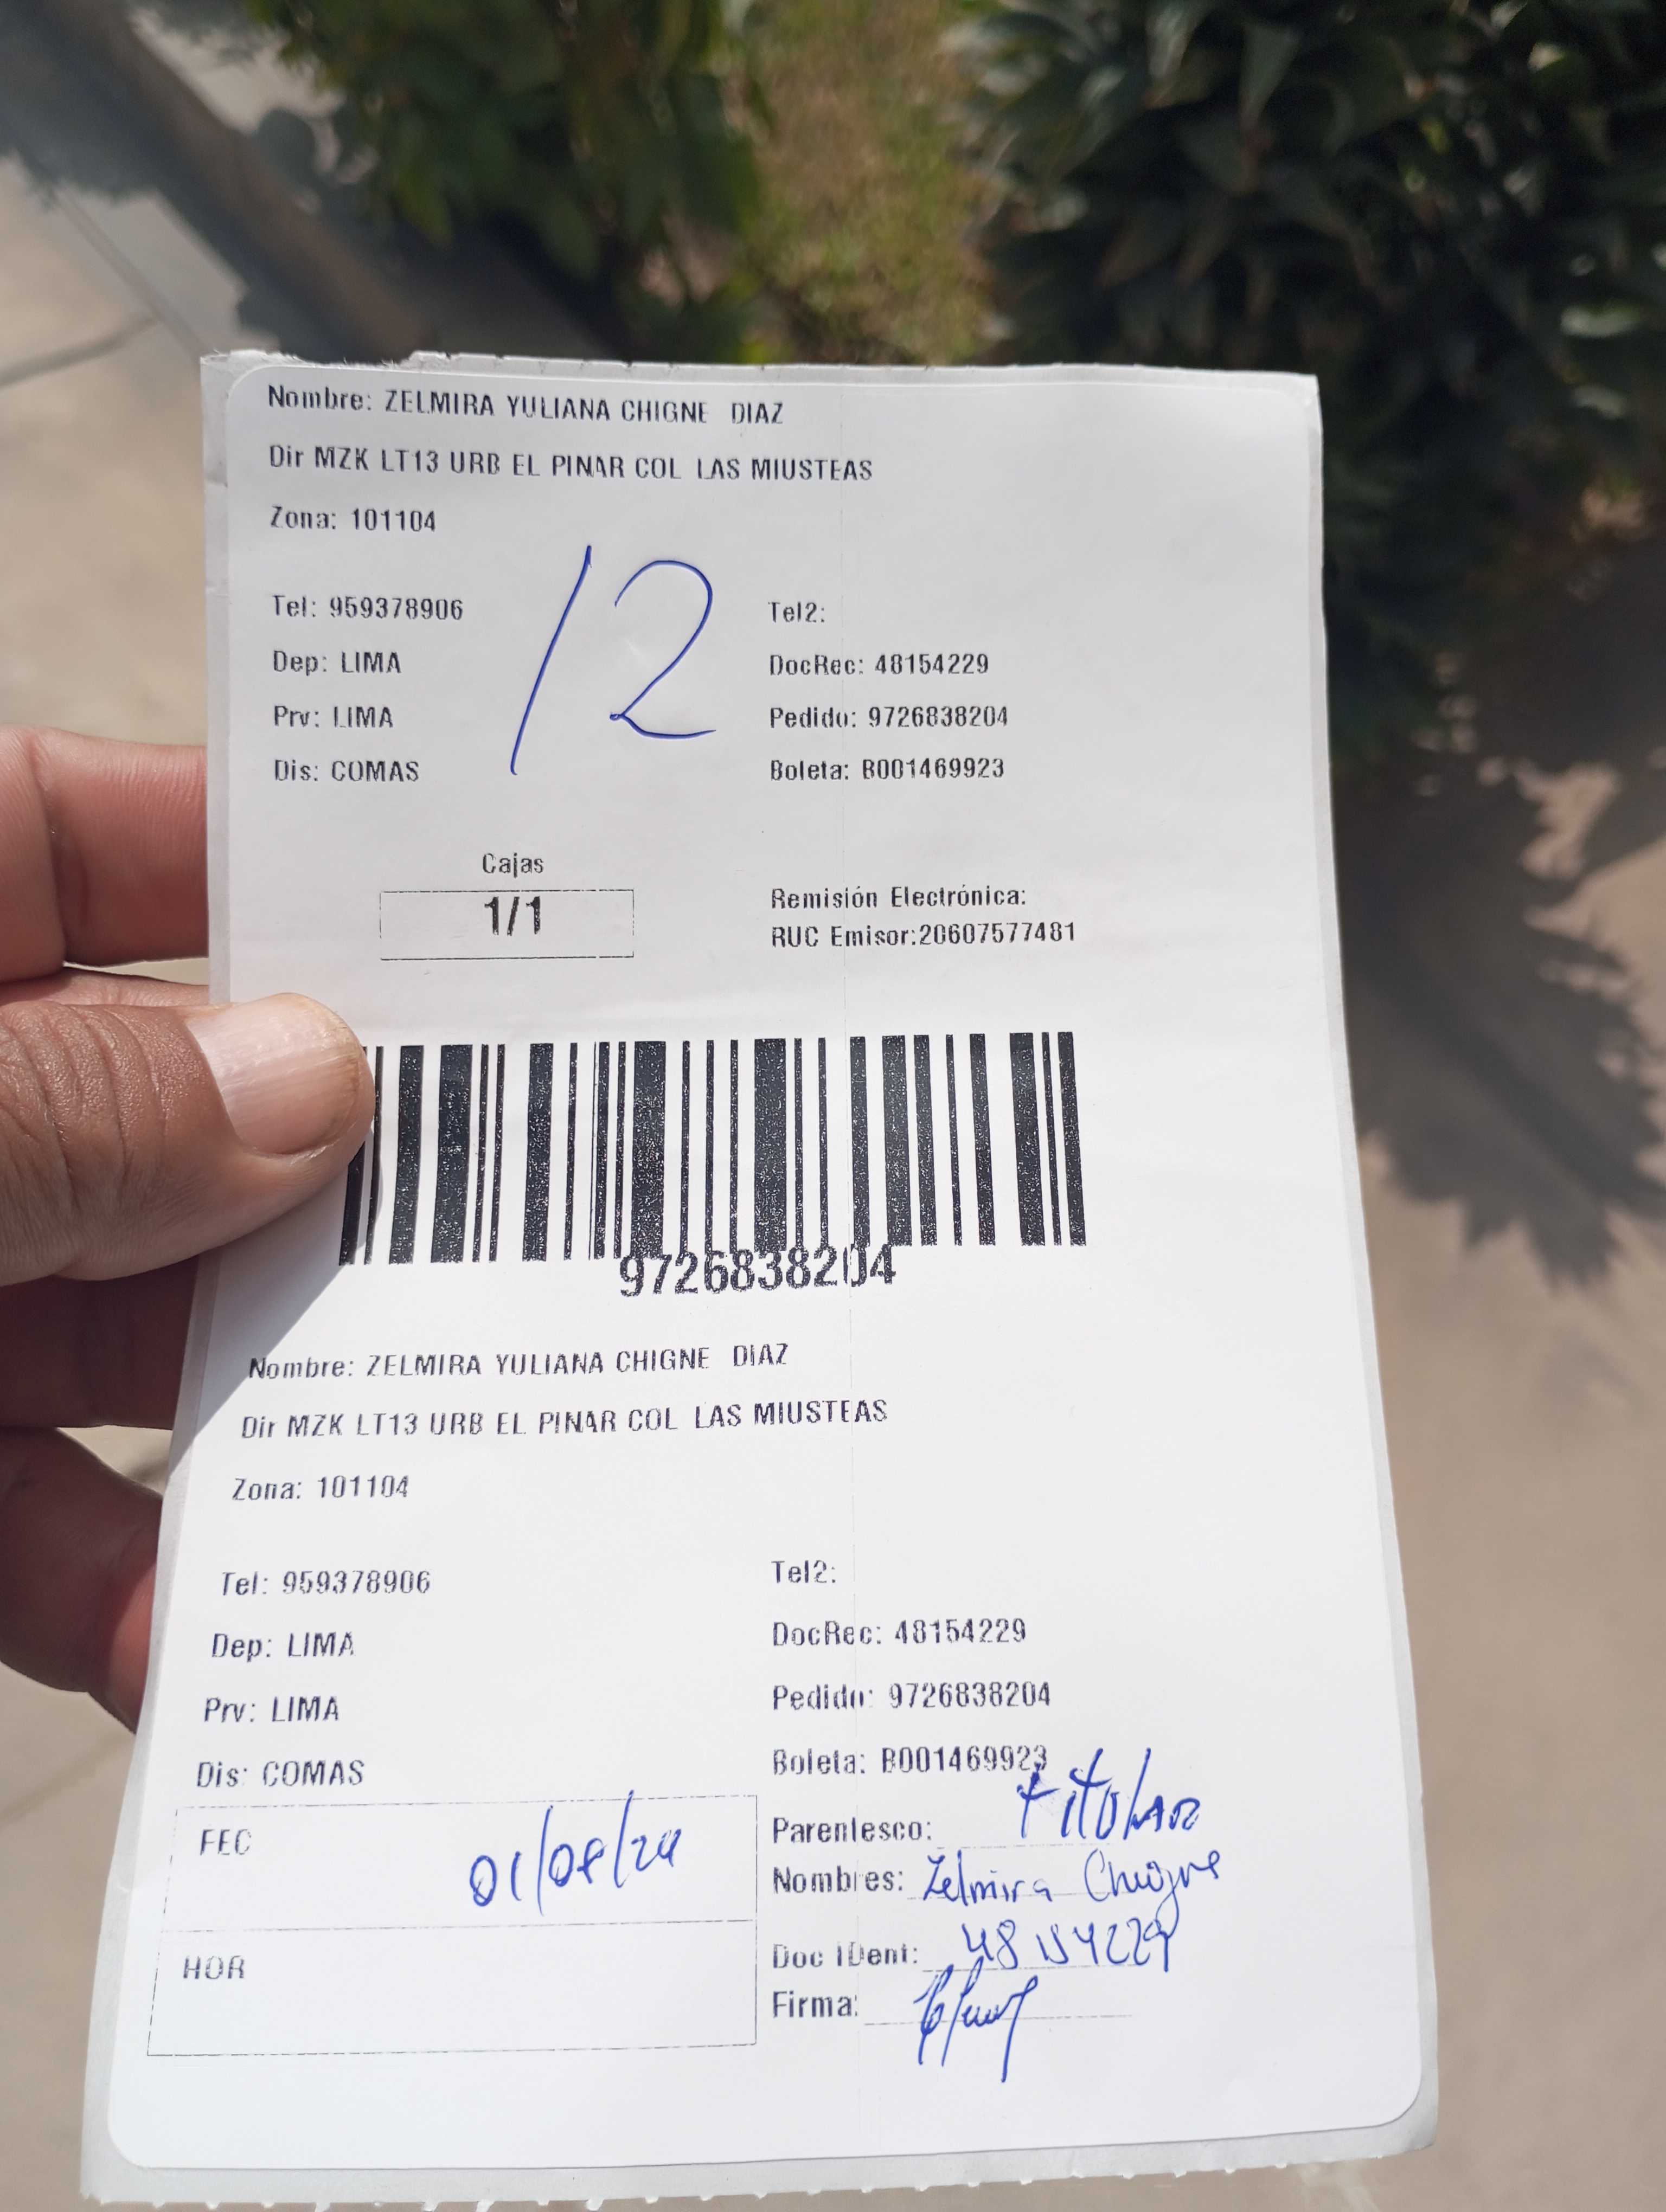 Nombre: ZELMIRA YULIANA CHIGNE DIAZ
Dir MZK LT13 URB EL PINAR COL LAS MIUSTEAS
Zona: 101104
12
Tel: 959378906 Tel2:
Dep: LIMA DocRec: 48154229
Prv: LIMA Pedido: 9726838204
Dis: COMAS Boleta: B001469923
Cajas
1/1
Remisión Electrónica:
RUC Emisor:20607577481
9726838204
Nombre: ZELMIRA YULIANA CHIGNE DIAZ
Dir MZK LT13 URB EL PINAR COL LAS MIUSTEAS
Zona: 101104
Tel: 959378906 Tel2:
Dep: LIMA DocRec: 48154229
Prv: LIMA Pedido: 9726838204
Dis: COMAS Boleta: B001469923
FEC 01/08/24
HOR
Parentesco: titular
Nombres: Zelmira Chigne
Doc IDent: 48154229
Firma: